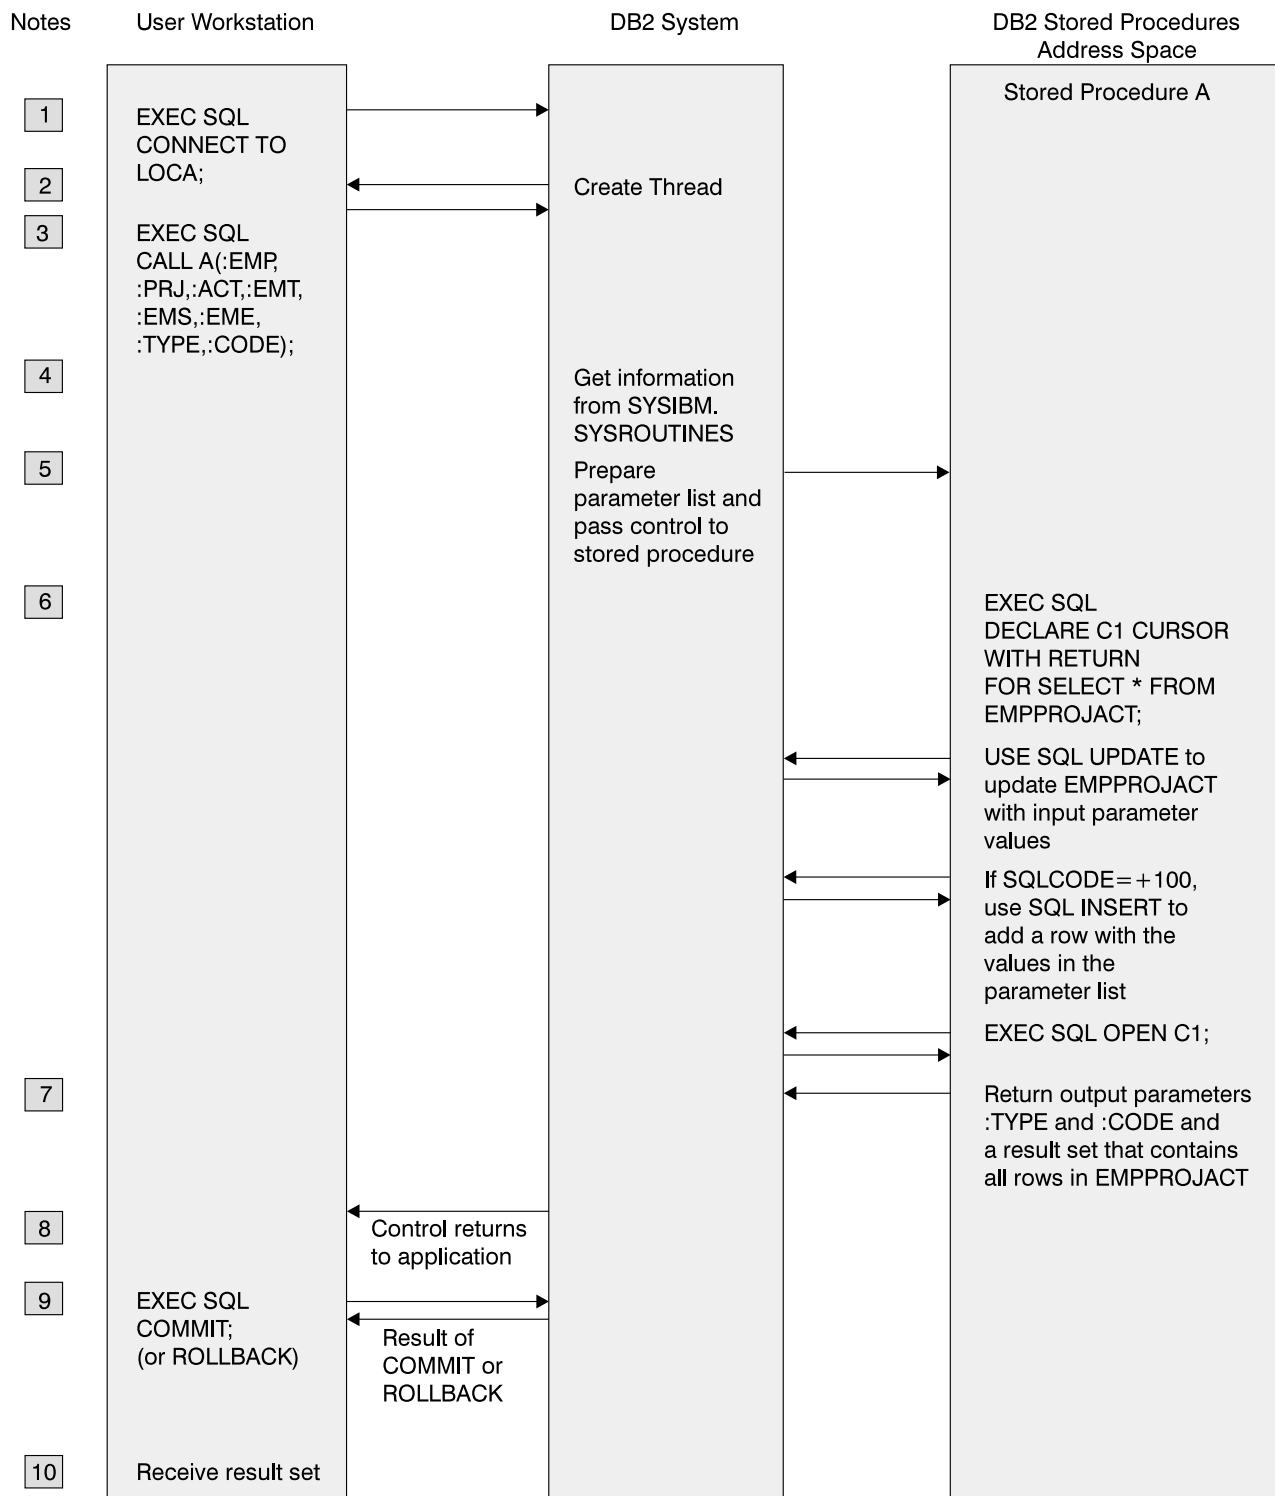 Notes
User Workstation
DB2 System
DB2 Stored Procedures
Address Space
Stored Procedure A
1
EXEC SQL
CONNECT TO
LOCA;
2
Create Thread
3
EXEC SQL
CALL A(:EMP,
:PRJ,:ACT,:EMT,
:EMS,:EME,
:TYPE,:CODE);
4
Get information
from SYSIBM.
SYSROUTINES
5
Prepare
parameter list and
pass control to
stored procedure
6
EXEC SQL
DECLARE C1 CURSOR
WITH RETURN
FOR SELECT * FROM
EMPPROJACT;
USE SQL UPDATE to
update EMPPROJACT
with input parameter
values
If SQLCODE=+100,
use SQL INSERT to
add a row with the
values in the
parameter list
EXEC SQL OPEN C1;
7
Return output parameters
:TYPE and :CODE and
a result set that contains
all rows in EMPPROJACT
8
Control returns
to application
9
EXEC SQL
COMMIT;
(or ROLLBACK)
Result of
COMMIT or
ROLLBACK
10
Receive result set